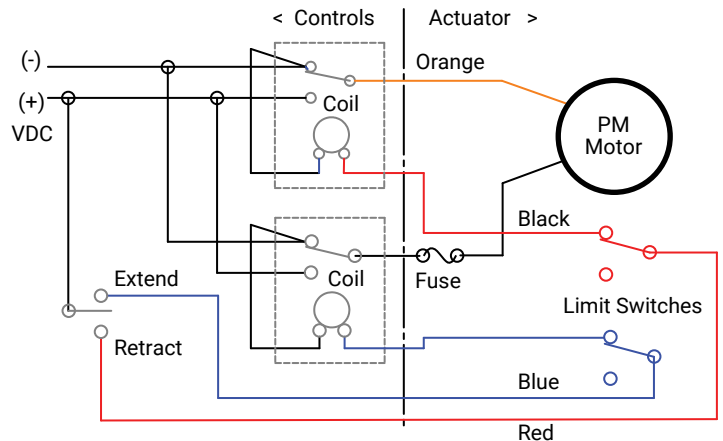 < Controls
Actuator >
(-)
Orange
(+)
Coil
VDC
PM
Motor
Black
Extend
Coil
Fuse
Limit Switches
Retract
Blue
Red